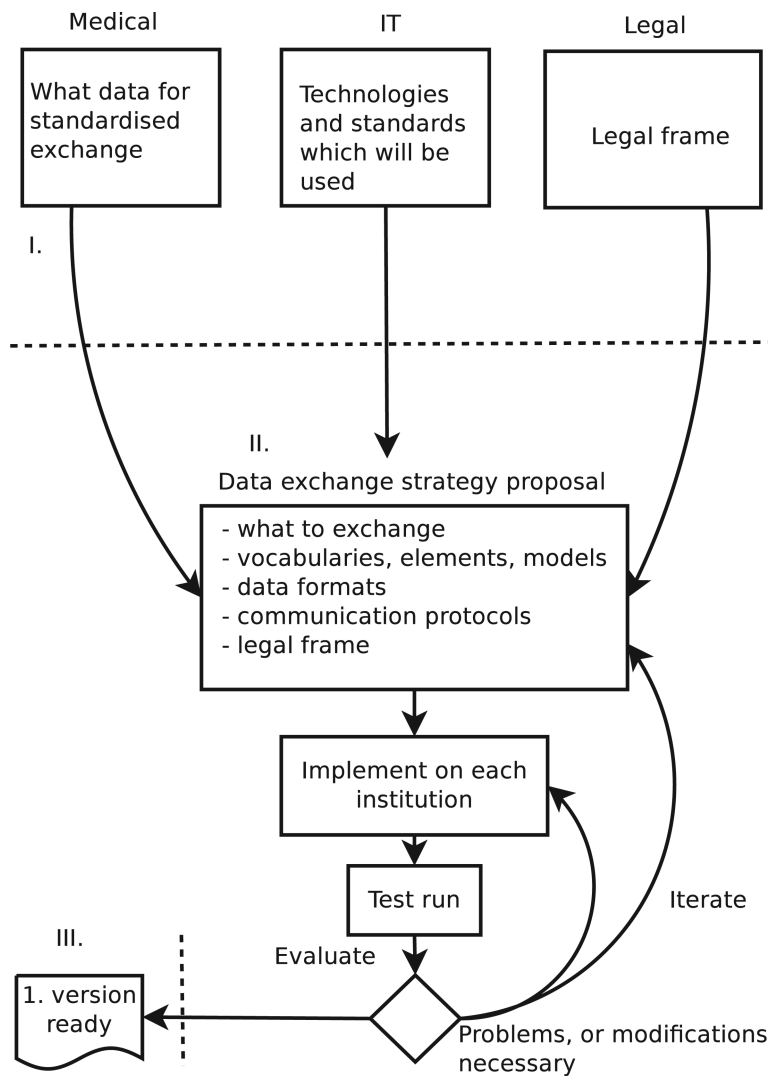 Medical
IT
Legal
What data for
standardised
exchange
Technologies
and standards
which will be
used
Legal frame
I.
II.
Data exchange strategy proposal
- what to exchange
- vocabularies, elements, models
- data formats
- communication protocols
- legal frame
Implement on each
institution
Test run
Iterate
Evaluate
III.
1. version
ready
Problems, or modifications
necessary